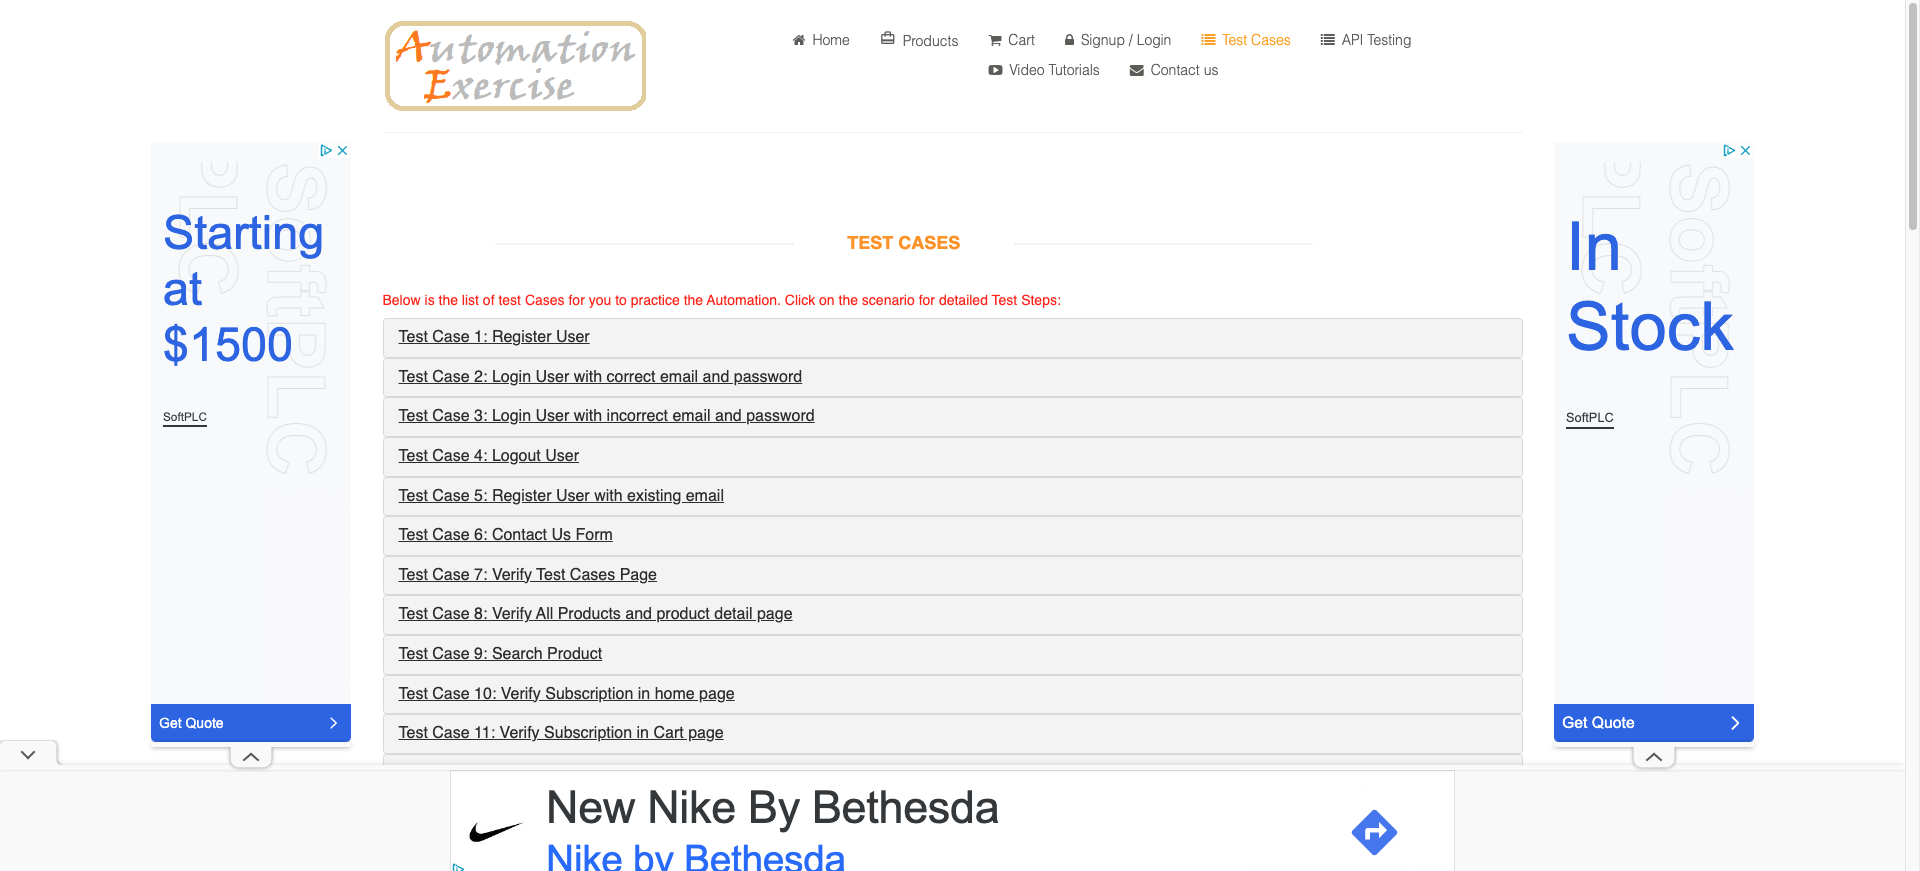 Automation
Exercise
Home Products Cart Signup / Login Test Cases API Testing
Video Tutorials Contact us
SoftPLC
PLC
Starting
at
$1500
SoftPLC
Get Quote
TEST CASES
Below is the list of test Cases for you to practice the Automation. Click on the scenario for detailed Test Steps:
Test Case 1: Register User
Test Case 2: Login User with correct email and password
Test Case 3: Login User with incorrect email and password
Test Case 4: Logout User
Test Case 5: Register User with existing email
Test Case 6: Contact Us Form
Test Case 7: Verify Test Cases Page
Test Case 8: Verify All Products and product detail page
Test Case 9: Search Product
Test Case 10: Verify Subscription in home page
Test Case 11: Verify Subscription in Cart page
SoftPLC
PLC
In
Stock
SoftPLC
Get Quote
New Nike By Bethesda
Nike by Bethesda